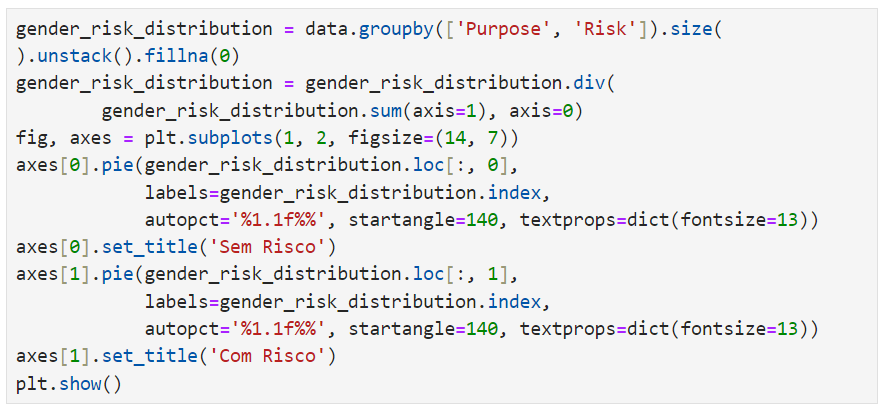 gender_risk_distribution = data.groupby(['Purpose', 'Risk']).size(
).unstack().fillna(0)
gender_risk_distribution = gender_risk_distribution.div(
        gender_risk_distribution.sum(axis=1), axis=0)
fig, axes = plt.subplots(1, 2, figsize=(14, 7))
axes[0].pie(gender_risk_distribution.loc[:, 0],
            labels=gender_risk_distribution.index,
            autopct='%1.1f%%', startangle=140, textprops=dict(fontsize=13))
axes[0].set_title('Sem Risco')
axes[1].pie(gender_risk_distribution.loc[:, 1],
            labels=gender_risk_distribution.index,
            autopct='%1.1f%%', startangle=140, textprops=dict(fontsize=13))
axes[1].set_title('Com Risco')
plt.show()